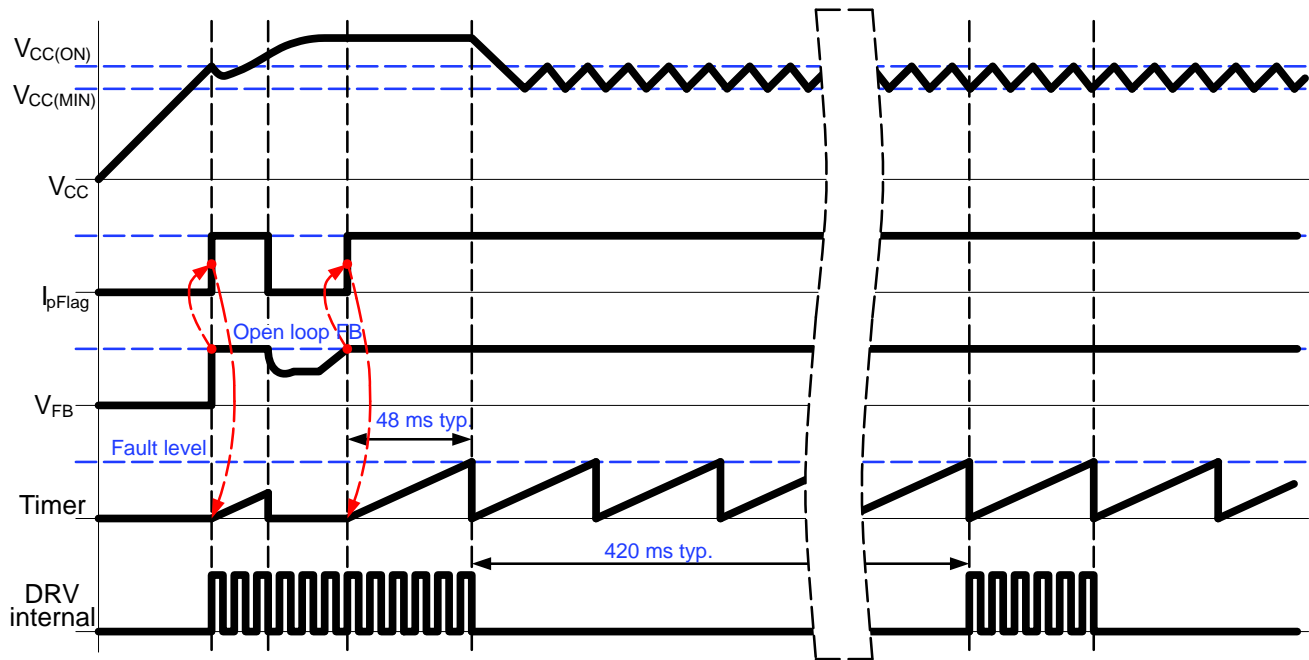 VCC(ON)
VCC(MIN)
VCC
IpFlag
Open loop FB
VFB
48 ms typ.
Fault level
Timer
420 ms typ.
DRV
internal